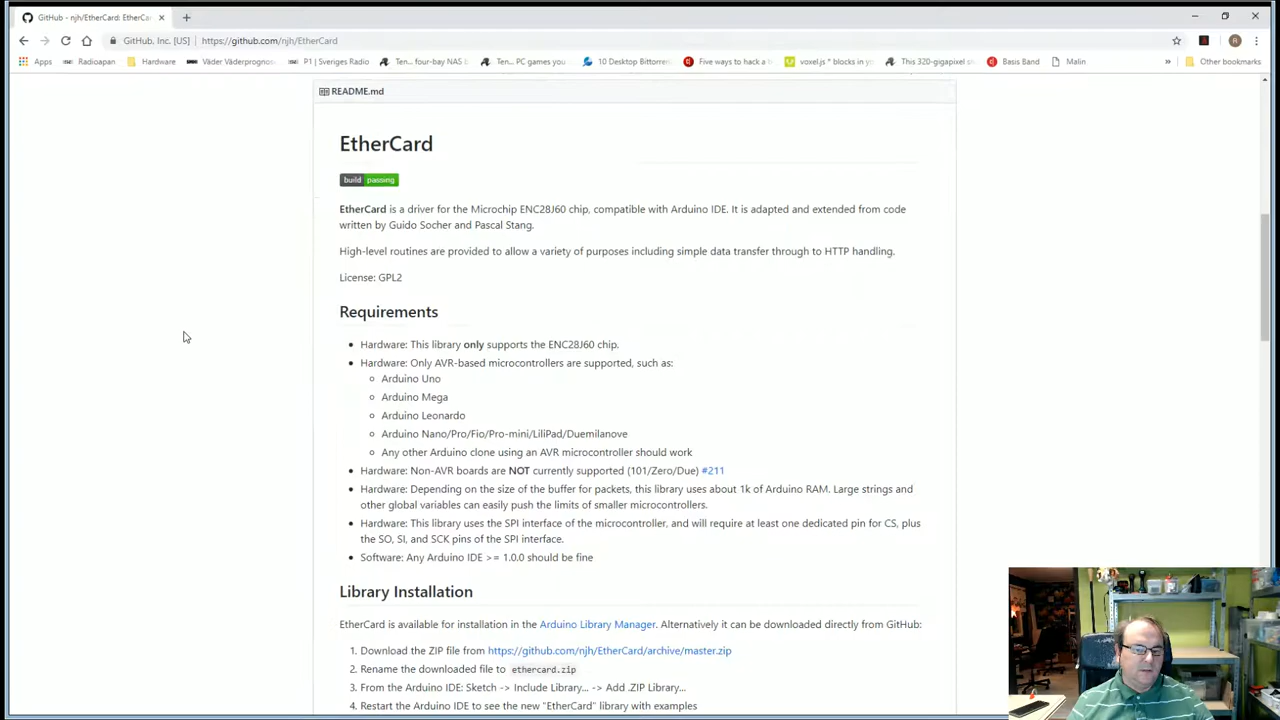 GitHub - njh/EtherCard: EtherCa
GitHub, Inc. [US]
https://github.com/njh/EtherCard
R
Apps
Radioapan
Hardware
Väder Väderprognos
P1 | Sveriges Radio
Ten... four-bay NAS b
Ten... PC games you
10 Desktop Bittorren
Five ways to hack a h
voxel.js * blocks in yo
This 320-gigapixel s
Basis Band
Malin
»
Other bookmarks
README.md
EtherCard
build passing
EtherCard is a driver for the Microchip ENC28J60 chip, compatible with Arduino IDE. It is adapted and extended from code
written by Guido Socher and Pascal Stang.
High-level routines are provided to allow a variety of purposes including simple data transfer through to HTTP handling.
License: GPL2
Requirements
• Hardware: This library only supports the ENC28J60 chip.
• Hardware: Only AVR-based microcontrollers are supported, such as:
○ Arduino Uno
○ Arduino Mega
○ Arduino Leonardo
○ Arduino Nano/Pro/Fio/Pro-mini/LiliPad/Duemilanove
○ Any other Arduino clone using an AVR microcontroller should work
• Hardware: Non-AVR boards are NOT currently supported (101/Zero/Due) #211
• Hardware: Depending on the size of the buffer for packets, this library uses about 1k of Arduino RAM. Large strings and
other global variables can easily push the limits of smaller microcontrollers.
• Hardware: This library uses the SPI interface of the microcontroller, and will require at least one dedicated pin for CS, plus
the SO, SI, and SCK pins of the SPI interface.
• Software: Any Arduino IDE >= 1.0.0 should be fine
Library Installation
EtherCard is available for installation in the Arduino Library Manager. Alternatively it can be downloaded directly from GitHub:
1. Download the ZIP file from https://github.com/njh/EtherCard/archive/master.zip
2. Rename the downloaded file to ethercard.zip
3. From the Arduino IDE: Sketch -> Include Library... -> Add .ZIP Library...
4. Restart the Arduino IDE to see the new "EtherCard" library with examples